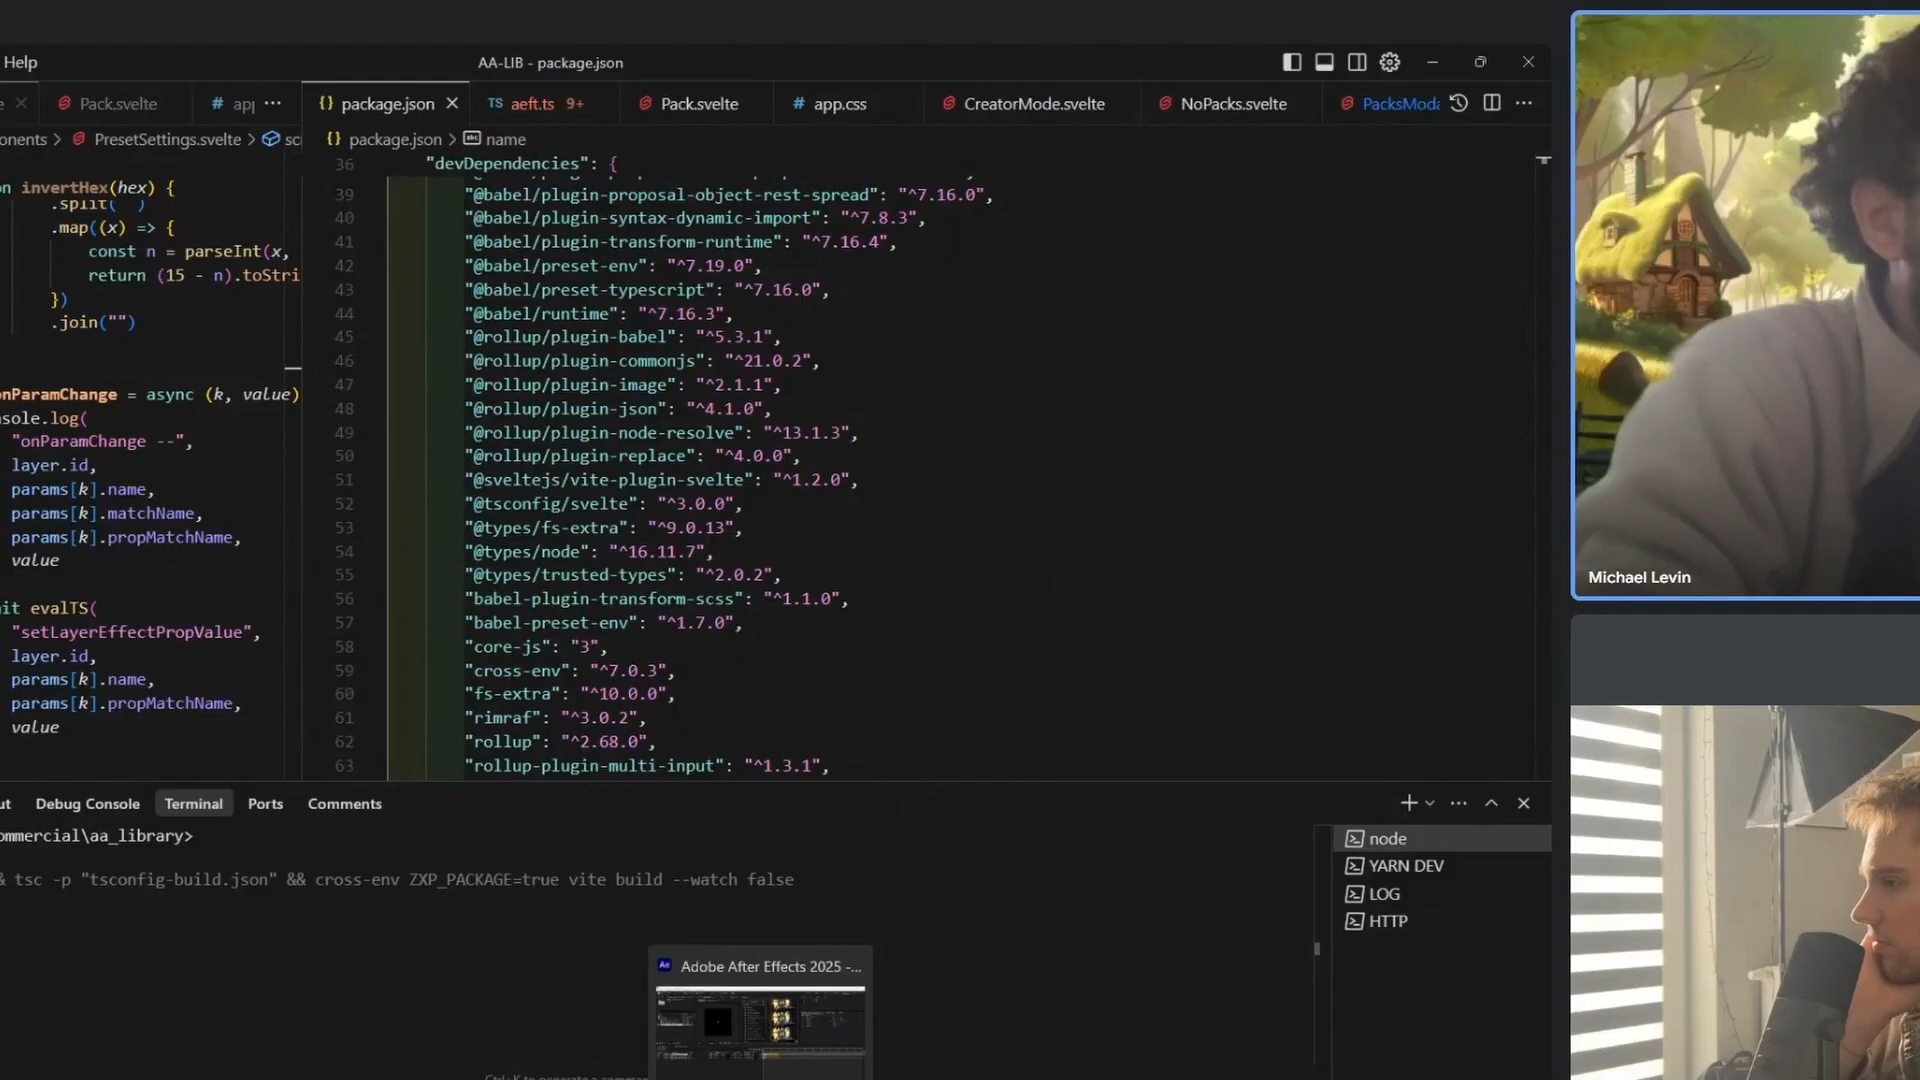 Help
AA-LIB - package.json
Pack.svelte
# app
package.json
TS aeft.ts 9+
Pack.svelte
# app.css
CreatorMode.svelte
NoPacks.svelte
PacksModa
onents > PresetSettings.svelte > sc
{} package.json > name
on invertHex(hex) {
.split(
.map((x) => {
const n = parseInt(x,
return (15 - n).toStri
})
.join("")
onParamChange = async (k, value)
nsole.log(
"onParamChange --",
layer.id,
params[k].name,
params[k].matchName,
params[k].propMatchName,
value
it evalTS(
"setLayerEffectPropValue",
layer.id,
params[k].name,
params[k].propMatchName,
value
36 "devDependencies": {
39 "@babel/plugin-proposal-object-rest-spread": "^7.16.0",
40 "@babel/plugin-syntax-dynamic-import": "^7.8.3",
41 "@babel/plugin-transform-runtime": "^7.16.4",
42 "@babel/preset-env": "^7.19.0",
43 "@babel/preset-typescript": "^7.16.0",
44 "@babel/runtime": "^7.16.3",
45 "@rollup/plugin-babel": "^5.3.1",
46 "@rollup/plugin-commonjs": "^21.0.2",
47 "@rollup/plugin-image": "^2.1.1",
48 "@rollup/plugin-json": "^4.1.0",
49 "@rollup/plugin-node-resolve": "^13.1.3",
50 "@rollup/plugin-replace": "^4.0.0",
51 "@sveltejs/vite-plugin-svelte": "^1.2.0",
52 "@tsconfig/svelte": "^3.0.0",
53 "@types/fs-extra": "^9.0.13",
54 "@types/node": "^16.11.7",
55 "@types/trusted-types": "^2.0.2",
56 "babel-plugin-transform-scss": "^1.1.0",
57 "babel-preset-env": "^1.7.0",
58 "core-js": "3",
59 "cross-env": "^7.0.3",
60 "fs-extra": "^10.0.0",
61 "rimraf": "^3.0.2",
62 "rollup": "^2.68.0",
63 "rollup-plugin-multi-input": "^1.3.1",
ut
Debug Console
Terminal
Ports
Comments
ommercial\aa_library>
& tsc -p "tsconfig-build.json" && cross-env ZXP_PACKAGE=true vite build --watch false
node
YARN DEV
LOG
HTTP
Ae Adobe After Effects 2025 -...
Michael Levin